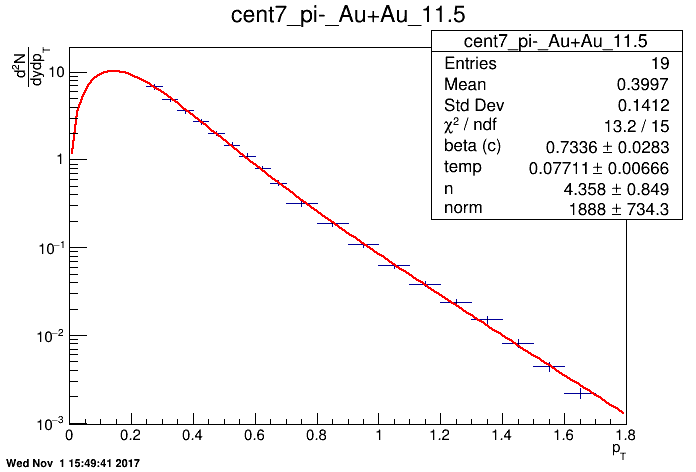 cent7_pi-_Au+Au_11.5
cent7_pi-_Au+Au_11.5
Entries 19
Mean 0.3997
Std Dev 0.1412
χ² / ndf 13.2 / 15
beta (c) 0.7336 ± 0.0283
temp 0.07711 ± 0.00666
n 4.358 ± 0.849
norm 1888 ± 734.3
d²N
dydp_T
10
1
10⁻¹
10⁻²
10⁻³
0 0.2 0.4 0.6 0.8 1 1.2 1.4 1.6 1.8
p_T
Wed Nov 1 15:49:41 2017